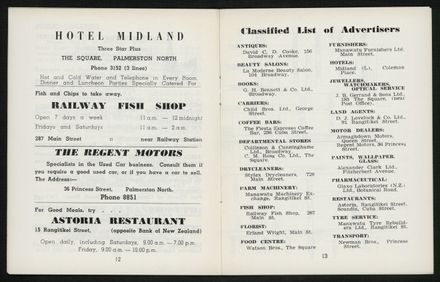 HOTEL MIDLAND
Three Star Plus
THE SQUARE, PALMERSTON NORTH
Phone 3152 (3 lines)
Hot and Cold Water and Telephone in Every Room.
Dinner and Luncheon Parties Specially Catered For
Fish and Chips to take away.
RAILWAY FISH SHOP
Open 7 days a week 11 a.m. - 12 midnight
Fridays and Saturdays 11 a.m. - 2 a.m.
287 Main Street :: near Railway Station
THE REGENT MOTORS
Specialists in the Used Car business. Consult them if
you require a good used car, or if you have a car to sell.
The Address—
36 Princess Street, Palmerston North.
Phone 8851
For Good Meals, try . . . .
ASTORIA RESTAURANT
15 Rangitikei Street, (opposite Bank of New Zealand)
Open daily, including Saturdays, 9.00 a.m. — 7.00 p.m.
Friday, 9.00 a.m. — 10.00 p.m.
12
Classified List of Advertisers
ANTIQUES:
David C. D. Cooke, 156
Broadway Avenue.
BEAUTY SALONS:
La Moderne Beauty Salon,
104 Broadway.
BOOKS:
G. H. Bennett & Co. Ltd.,
Broadway.
CARRIERS:
Child Bros. Ltd., George
Street.
COFFEE BARS:
The Fiesta Espresso Coffee
Bar, 296 Cuba Street.
DEPARTMENTAL STORES
Collinson & Cunninghame
Ltd., Broadway.
C. M. Ross Co. Ltd., The
Square.
DRYCLEANERS:
Stylex Drycleaners, 729
Main Street.
FARM MACHINERY:
Manawatu Machinery Ex-
change, Rangitikei St.
FISH SHOP:
Railway Fish Shop, 287
Main St.
FLORIST:
Erland Wright, Main St.
FOOD CENTRE:
Watson Bros., The Square
FURNISHERS:
Manawatu Furnishers Ltd.
Main Street.
HOTELS:
Midland (L), Coleman
Place.
JEWELLERS,
WATCHMAKERS,
OPTICAL SERVICE
J. B. Gerrand & Sons Ltd.,
135 The Square, (next
Post Office).
LAND AGENTS:
D. J. Lovelock & Co. Ltd.,
91 Rangitikei Street.
MOTOR DEALERS:
Armaghdown Motors,
Queen Street.
Regent Motors, 36 Princess
Street.
PAINTS, WALLPAPER,
GLASS:
Alexander Clark Ltd.,
Fitzherbert Avenue.
PHARMACEUTICAL:
Glaxo Laboratories (N.Z.)
Ltd., Botanical Road.
RESTAURANTS:
Astoria, Rangitikei Street.
Scandia, Cuba Street.
TYRE SERVICE:
Manawatu Tyre Rebuild-
ers Ltd., Rangitikei St.
TRANSPORT:
Newman Bros., Princess
Street.
13